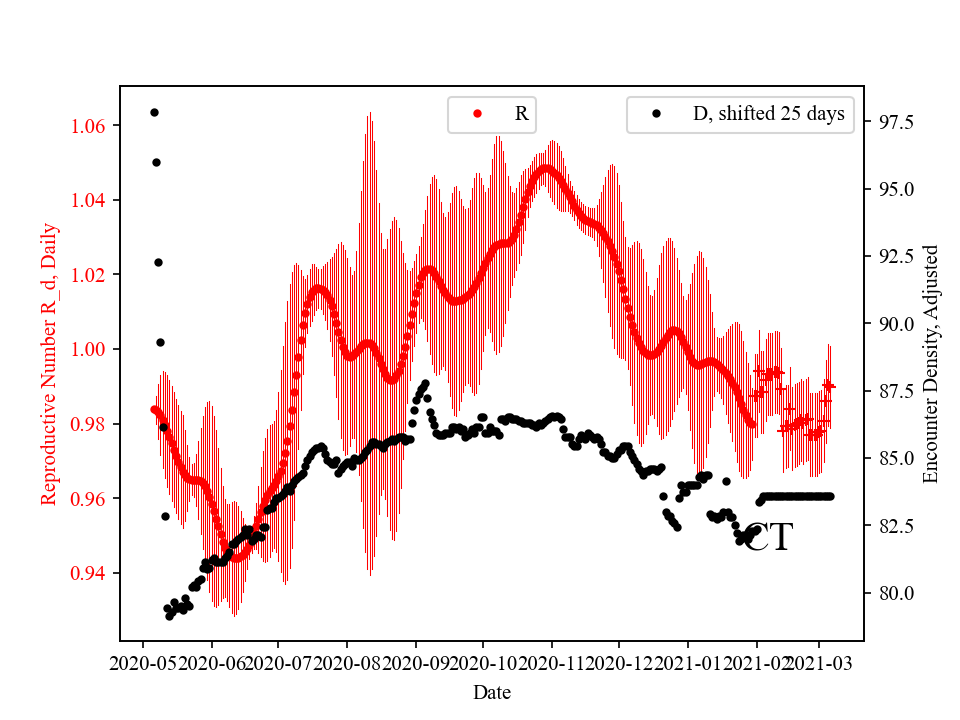 R
D, shifted 25 days
Reproductive Number R_d, Daily
1.06
1.04
1.02
1.00
0.98
0.96
0.94
97.5
95.0
92.5
90.0
87.5
85.0
82.5
80.0
Encounter Density, Adjusted
CT
2020-05 2020-06 2020-07 2020-08 2020-09 2020-10 2020-11 2020-12 2021-01 2021-02 2021-03
Date